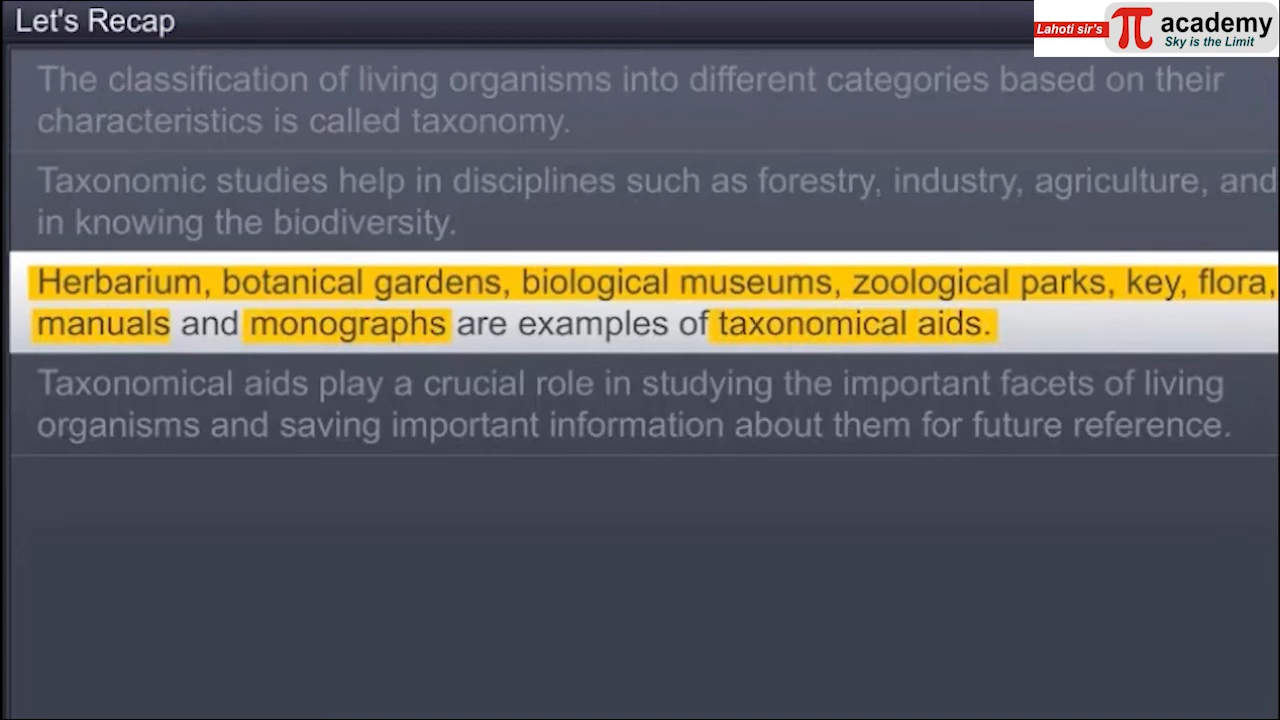 Let's Recap
Lahoti sir's π academy
Sky is the Limit
The classification of living organisms into different categories based on their
characteristics is called taxonomy.
Taxonomic studies help in disciplines such as forestry, industry, agriculture, and
in knowing the biodiversity.
Herbarium, botanical gardens, biological museums, zoological parks, key, flora,
manuals and monographs are examples of taxonomical aids.
Taxonomical aids play a crucial role in studying the important facets of living
organisms and saving important information about them for future reference.